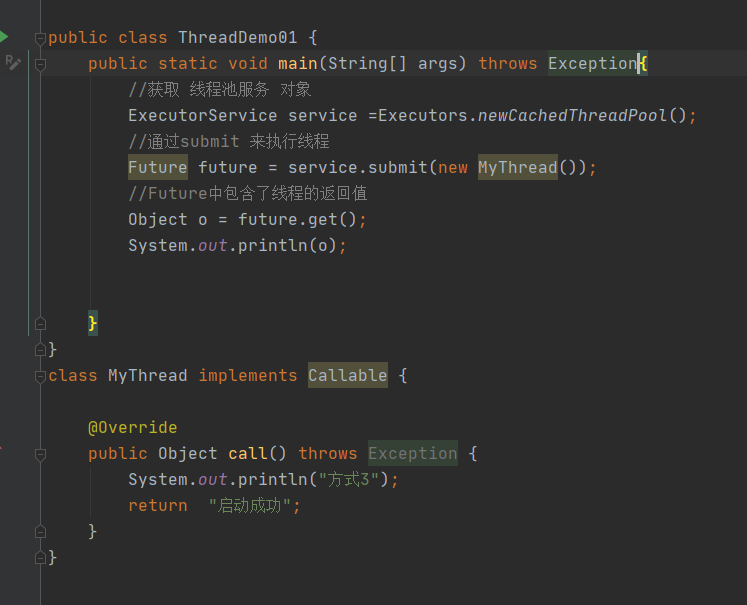 public class ThreadDemo01 {
public static void main(String[] args) throws Exception{
//获取 线程池服务 对象
ExecutorService service =Executors.newCachedThreadPool();
//通过submit 来执行线程
Future future = service.submit(new MyThread());
//Future中包含了线程的返回值
Object o = future.get();
System.out.println(o);
}
}
class MyThread implements Callable {
@Override
public Object call() throws Exception {
System.out.println("方式3");
return  "启动成功";
}
}